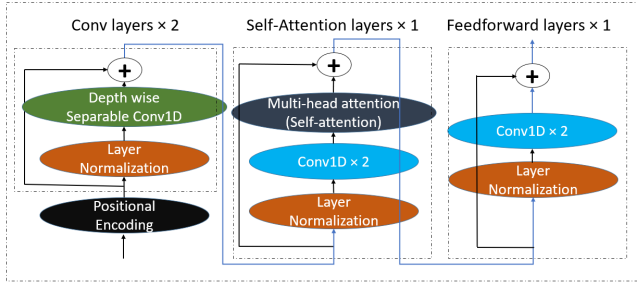 Conv layers × 2
+
Depth wise
Separable Conv1D
Layer
Normalization
Positional
Encoding
Self-Attention layers × 1
+
Multi-head attention
(Self-attention)
Conv1D × 2
Layer
Normalization
Feedforward layers × 1
+
Conv1D × 2
Layer
Normalization